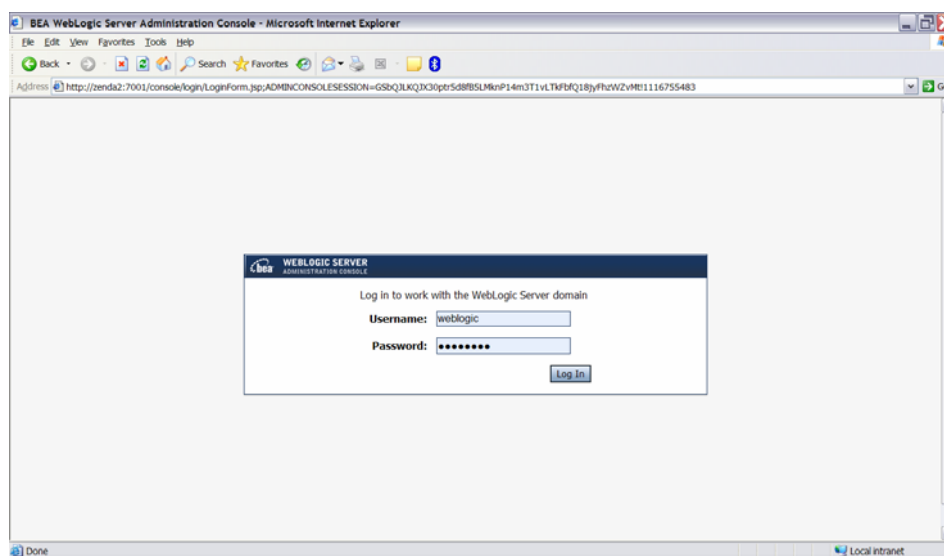 BEA WebLogic Server Administration Console - Microsoft Internet Explorer
File Edit View Favorites Tools Help
Back Search Favorites
Address http://zenda2:7001/console/login/LoginForm.jsp;ADMINCONSOLESESSION=GSbQJLKQJX30ptr5d8fB5LMknP14m3T1vLTkFbfQ18jyFhzWZvMt!1116755483 G
bea WEBLOGIC SERVER
ADMINISTRATION CONSOLE
Log in to work with the WebLogic Server domain
Username: weblogic
Password: ••••••••
Log In
Done Local intranet